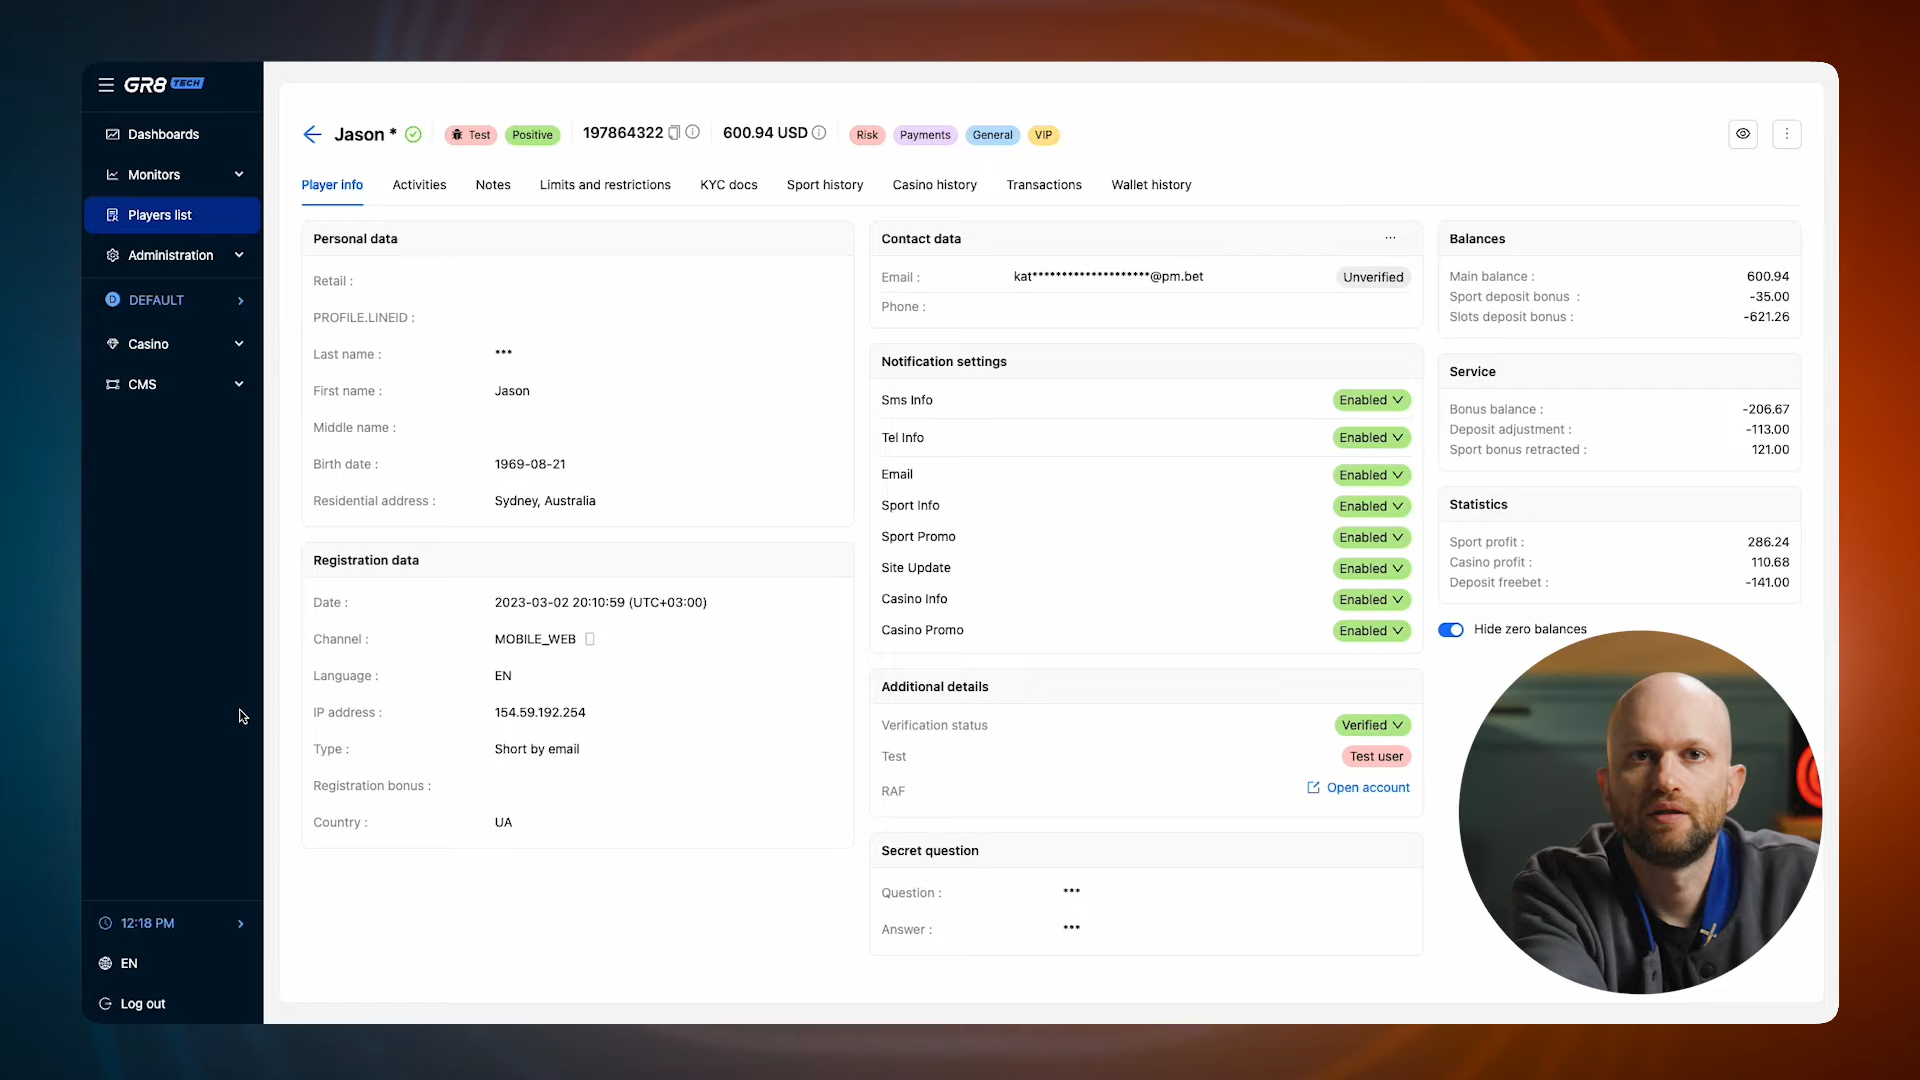 GR8 TECH
Dashboards
Monitors
Players list
Administration
D DEFAULT
Casino
CMS
12:18 PM
EN
Log out
Jason * Test Positive 197864322 600.94 USD Risk Payments General VIP
Player info Activities Notes Limits and restrictions KYC docs Sport history Casino history Transactions Wallet history
Personal data
Retail :
PROFILE.LINEID :
Last name : ***
First name : Jason
Middle name :
Birth date : 1969-08-21
Residential address : Sydney, Australia
Registration data
Date : 2023-03-02 20:10:59 (UTC+03:00)
Channel : MOBILE_WEB
Language : EN
IP address : 154.59.192.254
Type : Short by email
Registration bonus :
Country : UA
Contact data ...
Email : kat********************@pm.bet Unverified
Phone :
Notification settings
Sms Info Enabled
Tel Info Enabled
Email Enabled
Sport Info Enabled
Sport Promo Enabled
Site Update Enabled
Casino Info Enabled
Casino Promo Enabled
Additional details
Verification status Verified
Test Test user
RAF Open account
Secret question
Question : ***
Answer : ***
Balances
Main balance : 600.94
Sport deposit bonus : -35.00
Slots deposit bonus : -621.26
Service
Bonus balance : -206.67
Deposit adjustment : -113.00
Sport bonus retracted : 121.00
Statistics
Sport profit : 286.24
Casino profit : 110.68
Deposit freebet : -141.00
Hide zero balances